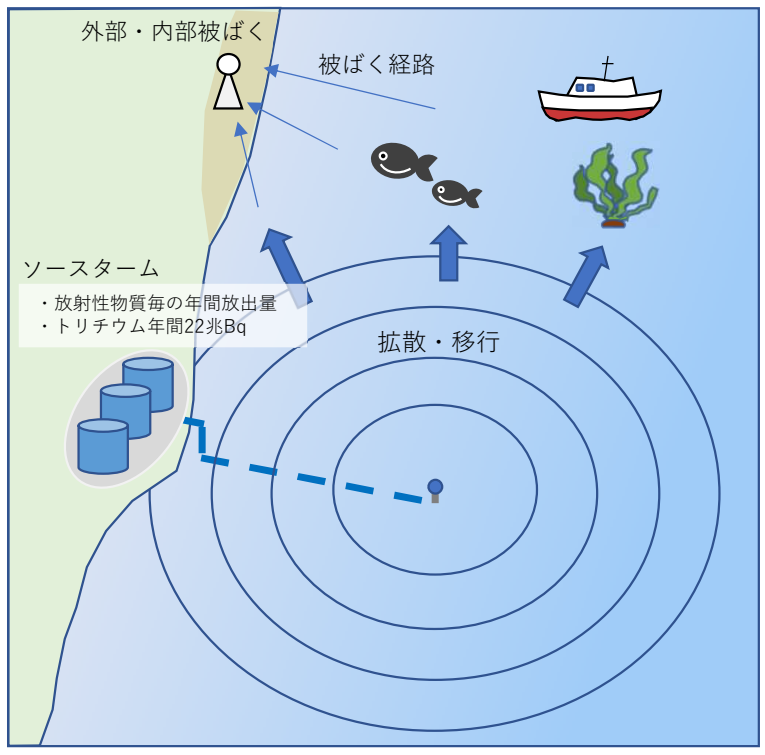 外部・内部被ばく
被ばく経路
ソースターム
・放射性物質毎の年間放出量
・トリチウム年間22兆Bq
拡散・移行